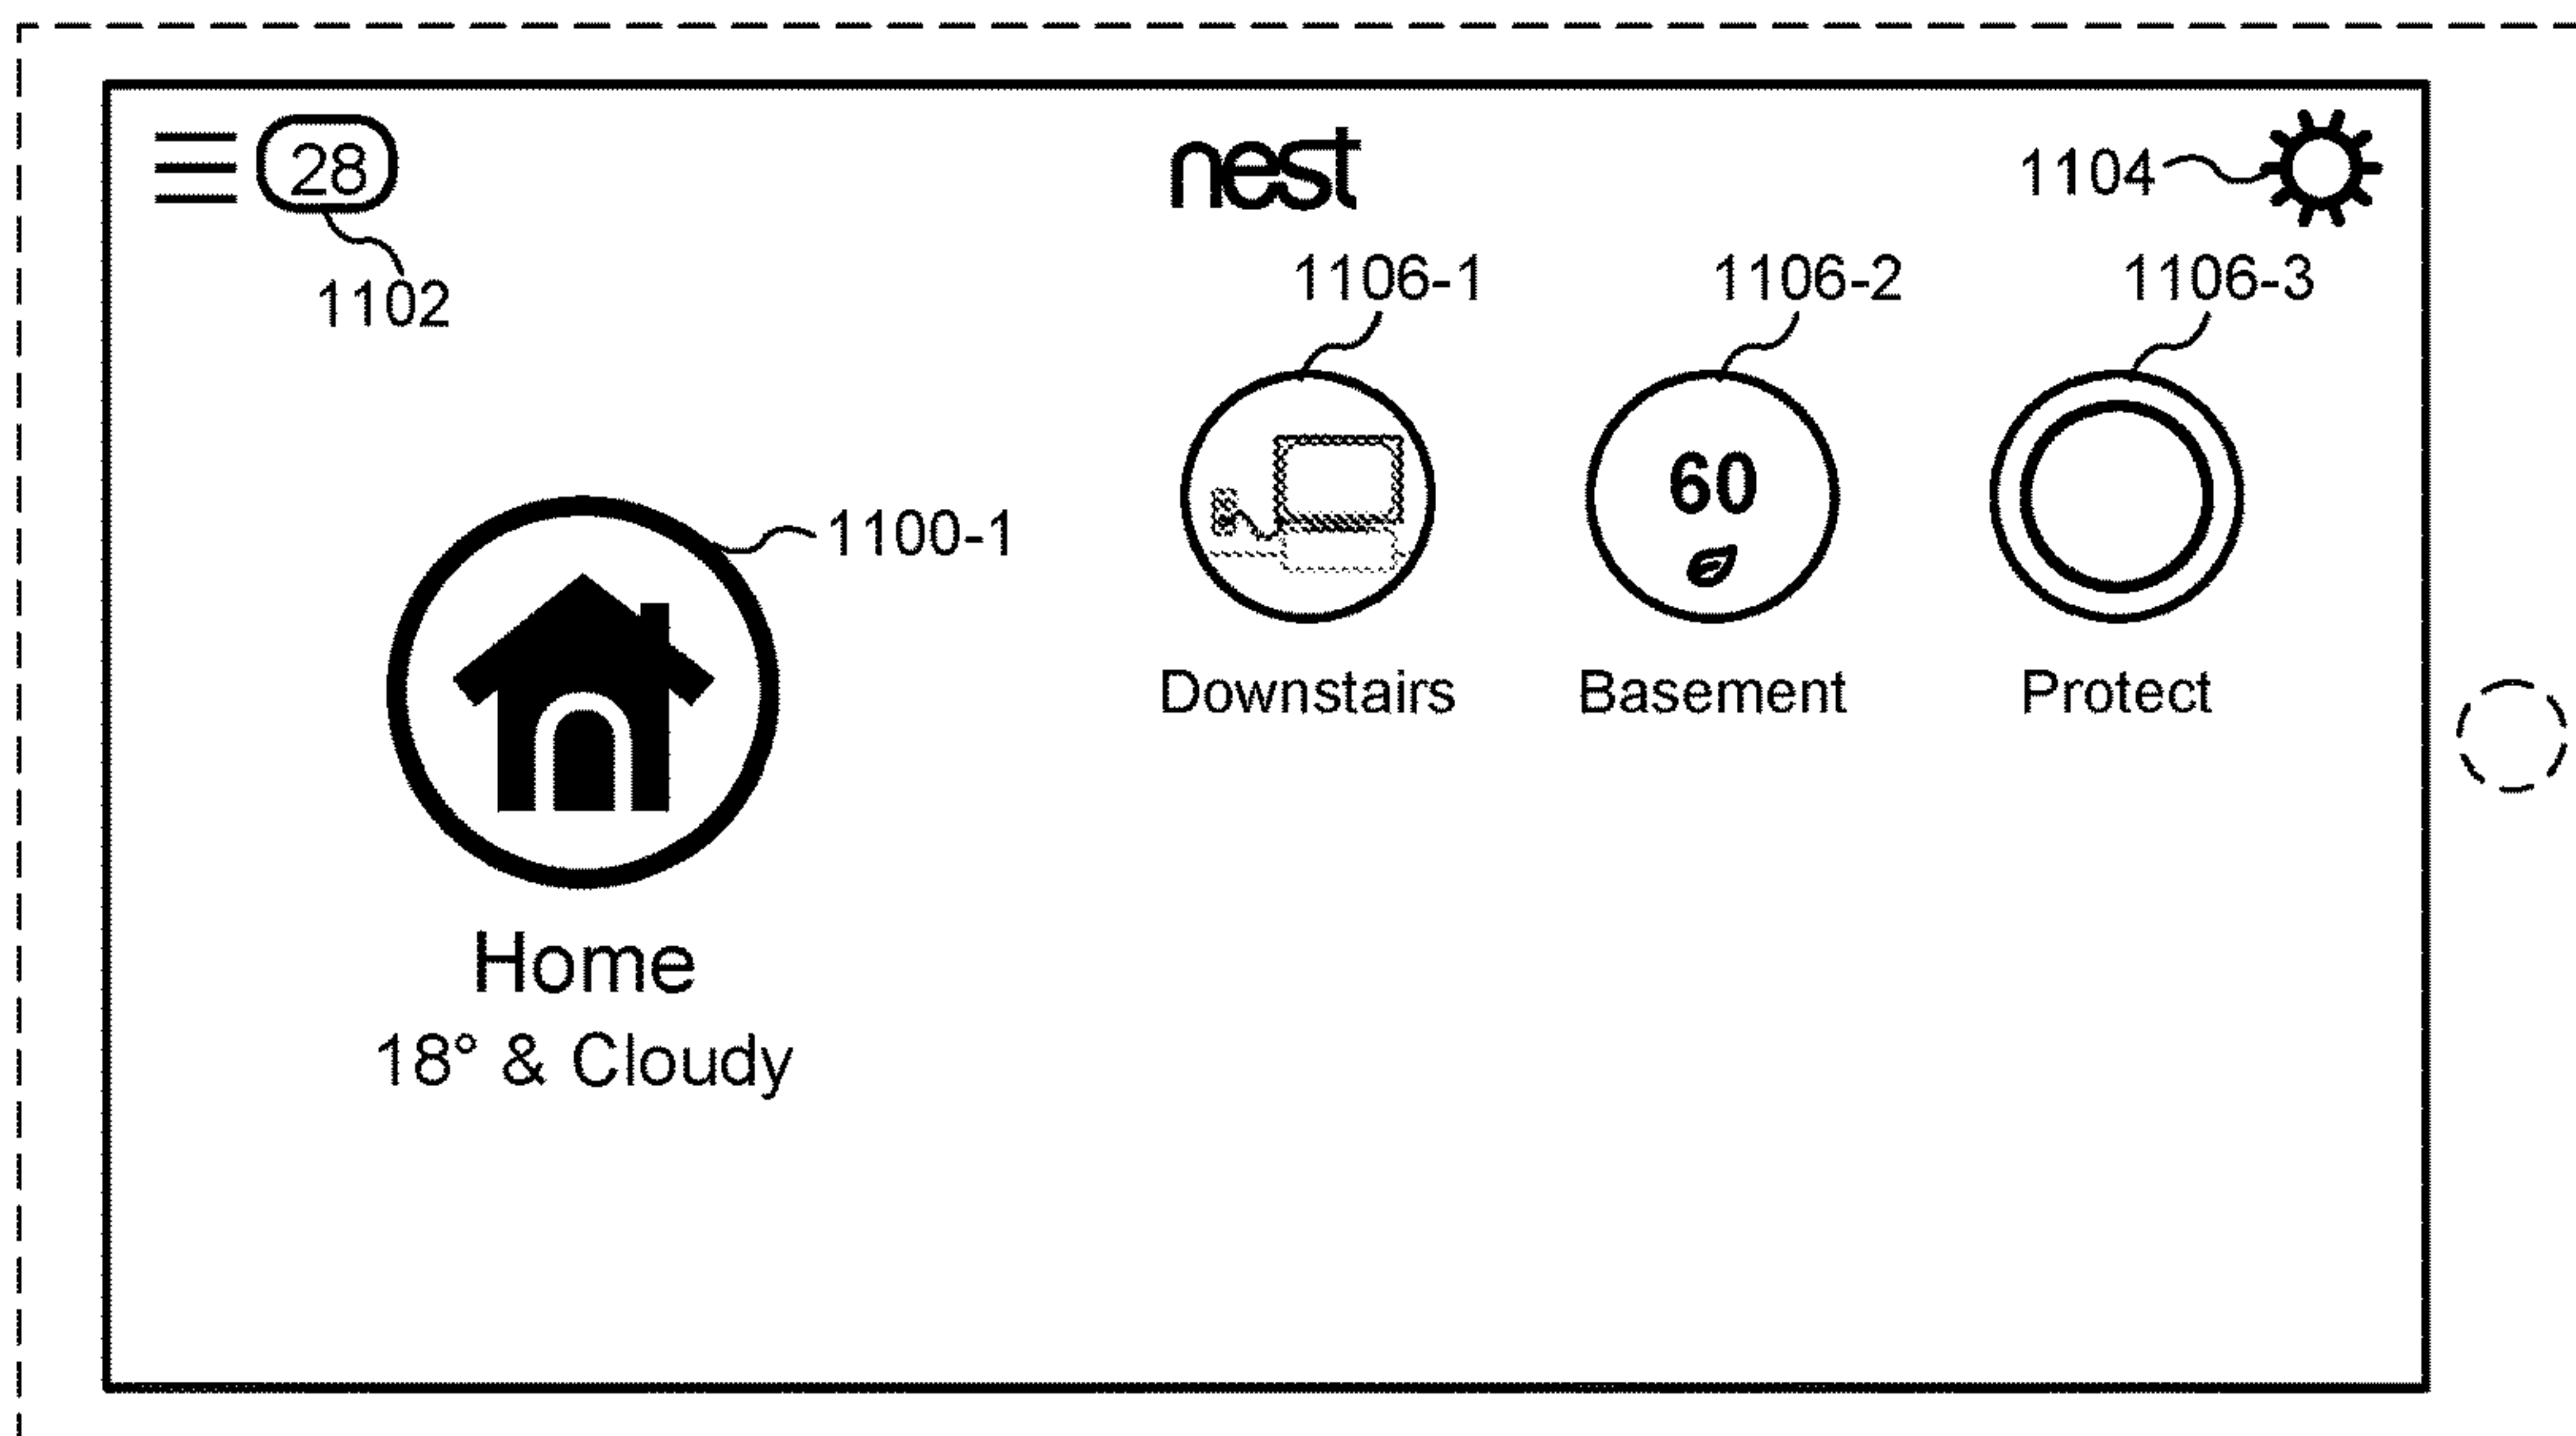 28
nest
1104
1102
1106-1
1106-2
1106-3
60
1100-1
Downstairs
Basement
Protect
Home
18° & Cloudy